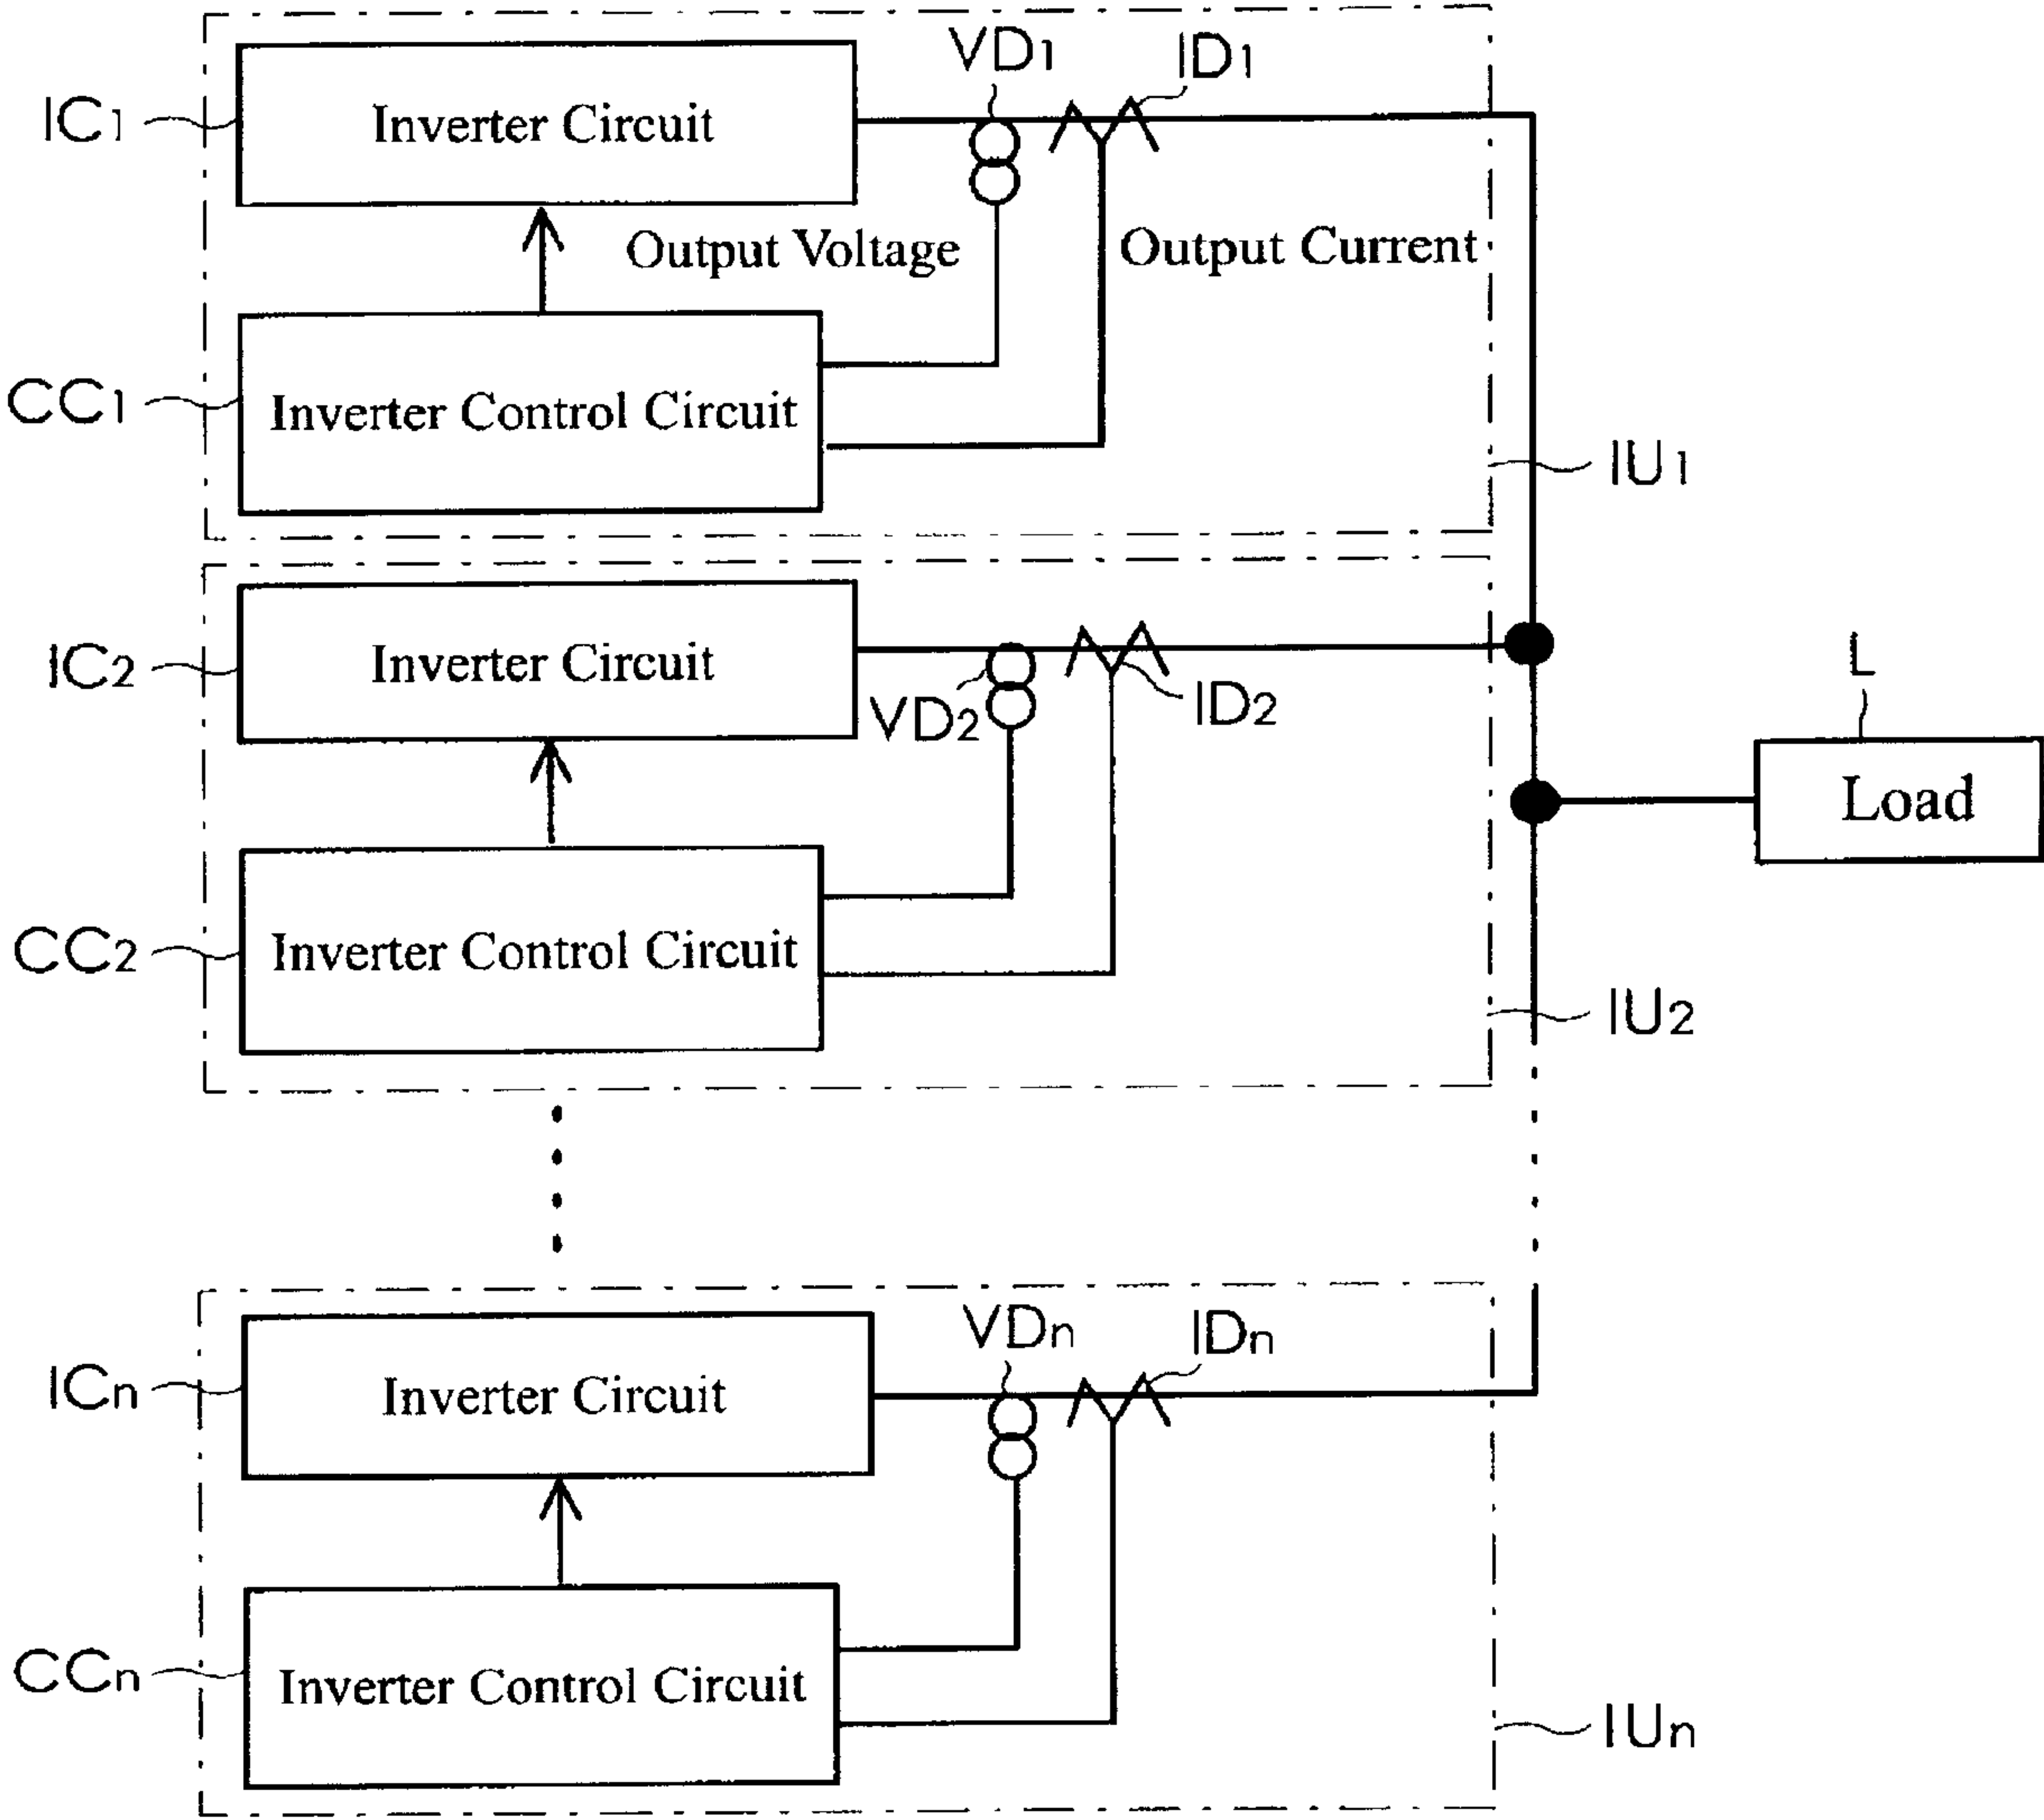 VD1
ID1
IC1
Inverter Circuit
Output Voltage
Output Current
CC1
Inverter Control Circuit
IU1
IC2
Inverter Circuit
VD2
ID2
L
Load
CC2
Inverter Control Circuit
IU2
VDn
IDn
ICn
Inverter Circuit
CCn
Inverter Control Circuit
IUn